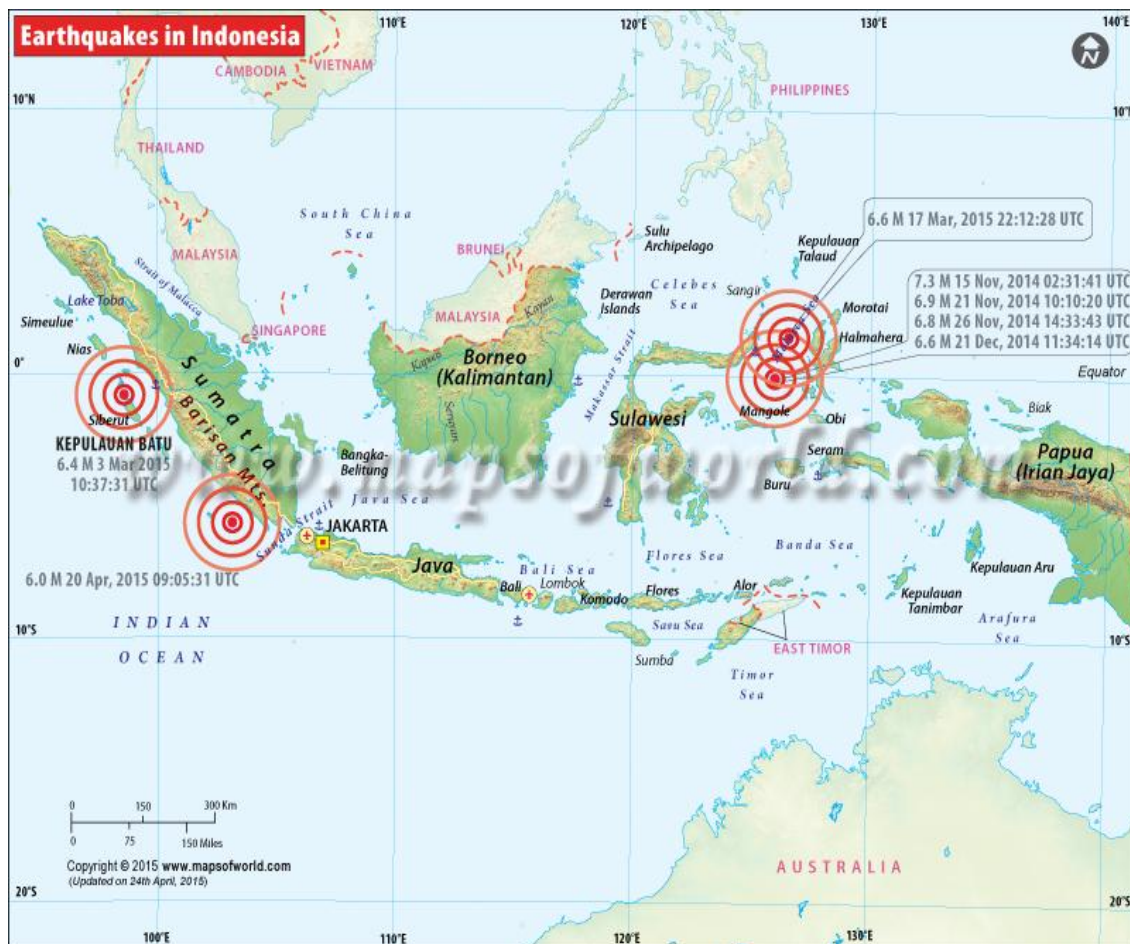 Earthquakes in Indonesia
110°E
120°E
130°E
140°E
N
CAMBODIA
VIETNAM
PHILIPPINES
10°N
10°
THAILAND
South China
Sea
MALAYSIA
BRUNEI
Sulu
Archipelago
Kepulauan
Talaud
6.6 M 17 Mar, 2015 22:12:28 UTC
Strait of Malacca
Lake Toba
Simeulue
Nias
SINGAPORE
MALAYSIA
Kayan
Derawan
Islands
Celebes
Sea
Sangir
Morotai
Halmahera
7.3 M 15 Nov, 2014 02:31:41 UTC
6.9 M 21 Nov, 2014 10:10:20 UTC
6.8 M 26 Nov, 2014 14:33:43 UTC
6.6 M 21 Dec, 2014 11:34:14 UTC
0°
0°
Equator
Borneo
(Kalimantan)
Kapuas
Makassar Strait
Sumatra
Barisan Mts.
Siberut
KEPULAUAN BATU
6.4 M 3 Mar, 2015
10:37:31 UTC
Bangka-
Belitung
Sulawesi
Mangole
Obi
Biak
Seram
Buru
Papua
(Irian Jaya)
www.mapsofworld.com
Java Sea
Sunda Strait
JAKARTA
6.0 M 20 Apr, 2015 09:05:31 UTC
Java
Bali Sea
Bali
Lombok
Komodo
Flores Sea
Flores
Banda Sea
Alor
Kepulauan Aru
Kepulauan
Tanimbar
INDIAN
OCEAN
Savu Sea
Sumba
EAST TIMOR
Timor
Sea
Arafura
Sea
10°S
10°S
0 150 300 Km
0 75 150 Miles
Copyright © 2015 www.mapsofworld.com
(Updated on 24th April, 2015)
AUSTRALIA
20°S
20°S
100°E
110°E
120°E
130°E